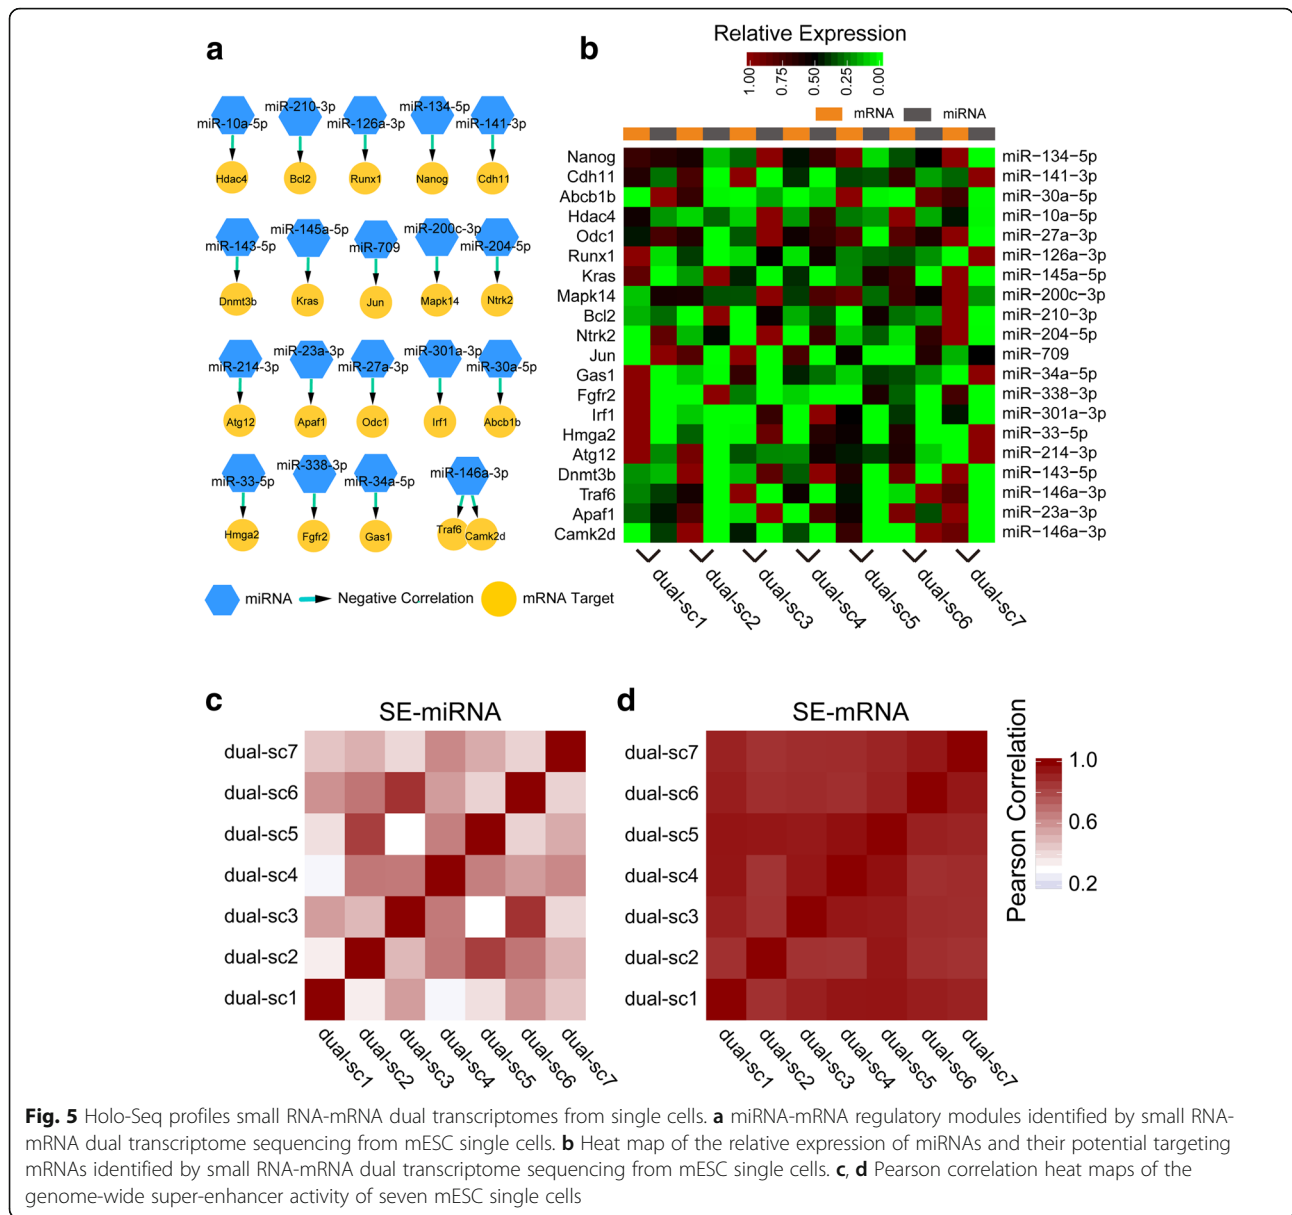 a
miR-10a-5p
miR-210-3p
miR-126a-3p
miR-134-5p
miR-141-3p
Hdac4
Bcl2
Runx1
Nanog
Cdh11
miR-143-5p
miR-145a-5p
miR-709
miR-200c-3p
miR-204-5p
Dnmt3b
Kras
Jun
Mapk14
Ntrk2
miR-214-3p
miR-23a-3p
miR-27a-3p
miR-301a-3p
miR-30a-5p
Atg12
Apaf1
Odc1
Irf1
Abcb1b
miR-33-5p
miR-338-3p
miR-34a-5p
miR-146a-3p
Hmga2
Fgfr2
Gas1
Traf6
Camk2d
miRNA
Negative Correlation
mRNA Target
b
Relative Expression
1.00
0.75
0.50
0.25
0.00
mRNA
miRNA
Nanog miR-134-5p
Cdh11 miR-141-3p
Abcb1b miR-30a-5p
Hdac4 miR-10a-5p
Odc1 miR-27a-3p
Runx1 miR-126a-3p
Kras miR-145a-5p
Mapk14 miR-200c-3p
Bcl2 miR-210-3p
Ntrk2 miR-204-5p
Jun miR-709
Gas1 miR-34a-5p
Fgfr2 miR-338-3p
Irf1 miR-301a-3p
Hmga2 miR-33-5p
Atg12 miR-214-3p
Dnmt3b miR-143-5p
Traf6 miR-146a-3p
Apaf1 miR-23a-3p
Camk2d miR-146a-3p
dual-sc1
dual-sc2
dual-sc3
dual-sc4
dual-sc5
dual-sc6
dual-sc7
c
SE-miRNA
dual-sc7
dual-sc6
dual-sc5
dual-sc4
dual-sc3
dual-sc2
dual-sc1
dual-sc1
dual-sc2
dual-sc3
dual-sc4
dual-sc5
dual-sc6
dual-sc7
d
SE-mRNA
dual-sc7
dual-sc6
dual-sc5
dual-sc4
dual-sc3
dual-sc2
dual-sc1
dual-sc1
dual-sc2
dual-sc3
dual-sc4
dual-sc5
dual-sc6
dual-sc7
Pearson Correlation
1.0
0.6
0.2
Fig. 5 Holo-Seq profiles small RNA-mRNA dual transcriptomes from single cells. a miRNA-mRNA regulatory modules identified by small RNA-
mRNA dual transcriptome sequencing from mESC single cells. b Heat map of the relative expression of miRNAs and their potential targeting
mRNAs identified by small RNA-mRNA dual transcriptome sequencing from mESC single cells. c, d Pearson correlation heat maps of the
genome-wide super-enhancer activity of seven mESC single cells